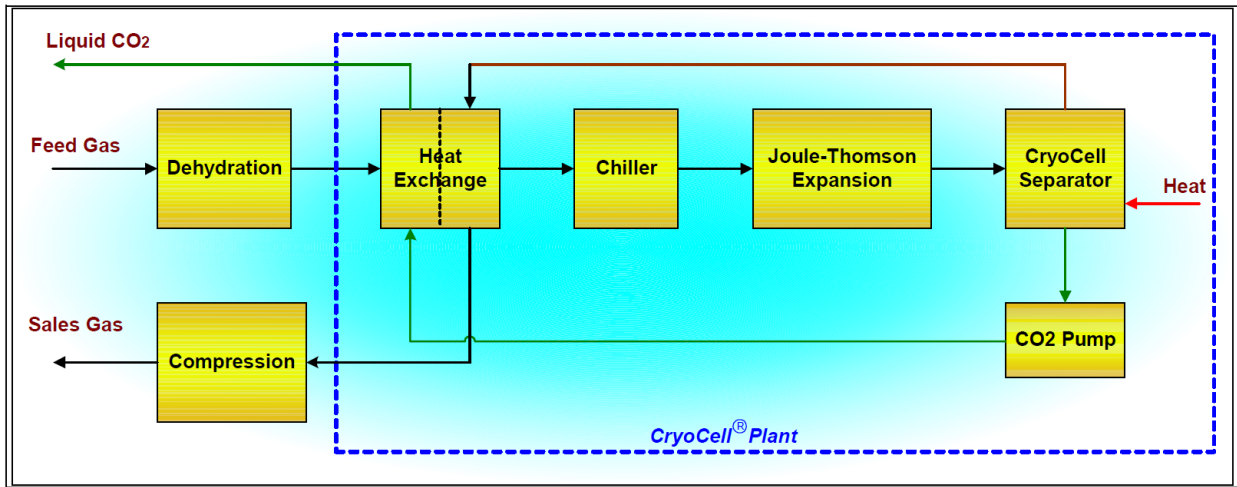 Liquid CO2
Feed Gas
Dehydration
Heat
Exchange
Chiller
Joule-Thomson
Expansion
CryoCell
Separator
Heat
Sales Gas
Compression
CO2 Pump
CryoCell® Plant